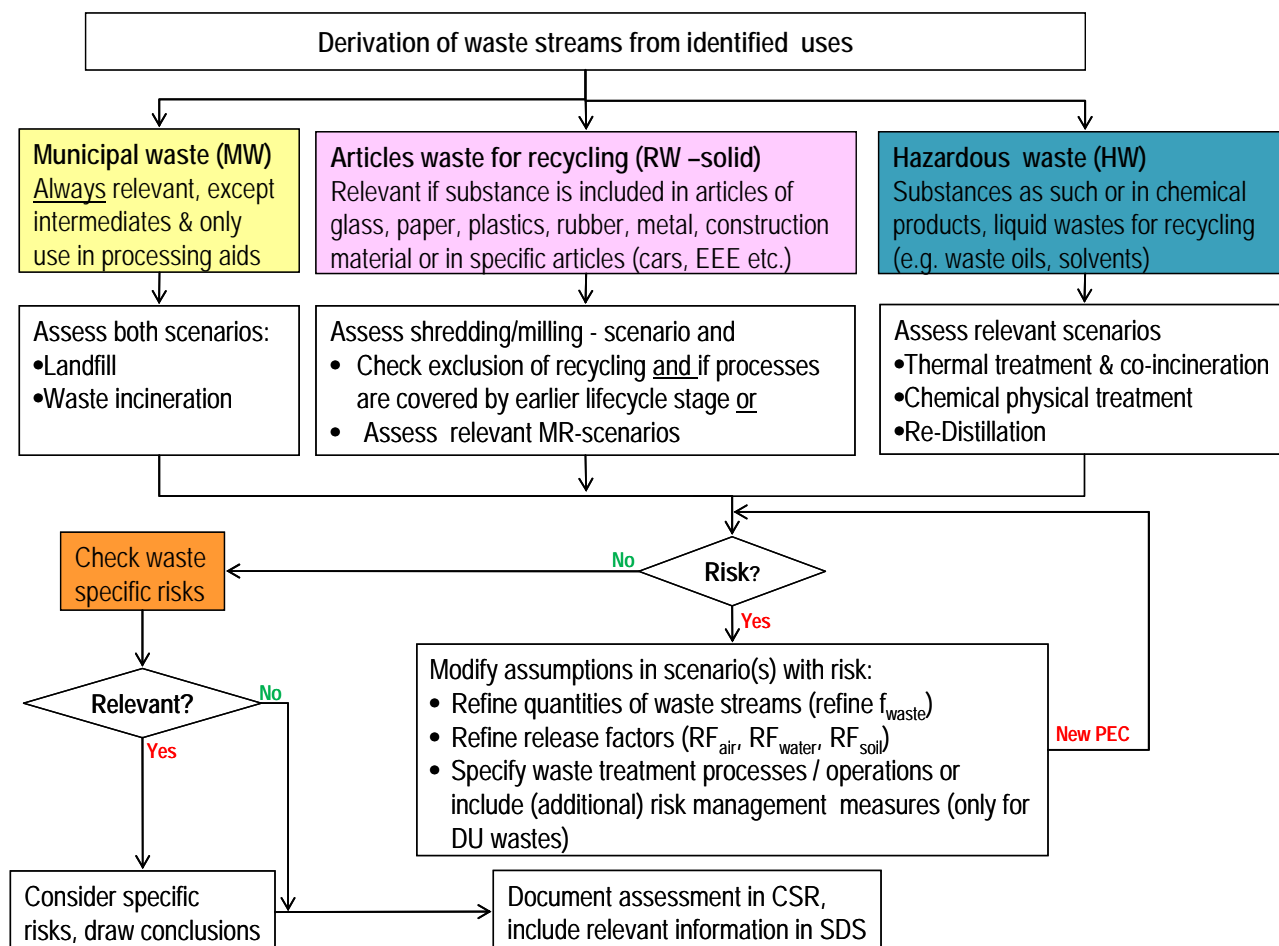 Derivation of waste streams from identified uses
Municipal waste (MW)
Always relevant, except
intermediates & only
use in processing aids
Articles waste for recycling (RW –solid)
Relevant if substance is included in articles of
glass, paper, plastics, rubber, metal, construction
material or in specific articles (cars, EEE etc.)
Hazardous waste (HW)
Substances as such or in chemical
products, liquid wastes for recycling
(e.g. waste oils, solvents)
Assess both scenarios:
•Landfill
•Waste incineration
Assess shredding/milling - scenario and
• Check exclusion of recycling and if processes
are covered by earlier lifecycle stage or
• Assess relevant MR-scenarios
Assess relevant scenarios
•Thermal treatment & co-incineration
•Chemical physical treatment
•Re-Distillation
Check waste
specific risks
No
Risk?
Yes
Relevant?
No
Yes
Modify assumptions in scenario(s) with risk:
• Refine quantities of waste streams (refine fwaste)
• Refine release factors (RFair, RFwater, RFsoil)
• Specify waste treatment processes / operations or
include (additional) risk management measures (only for
DU wastes)
New PEC
Consider specific
risks, draw conclusions
Document assessment in CSR,
include relevant information in SDS